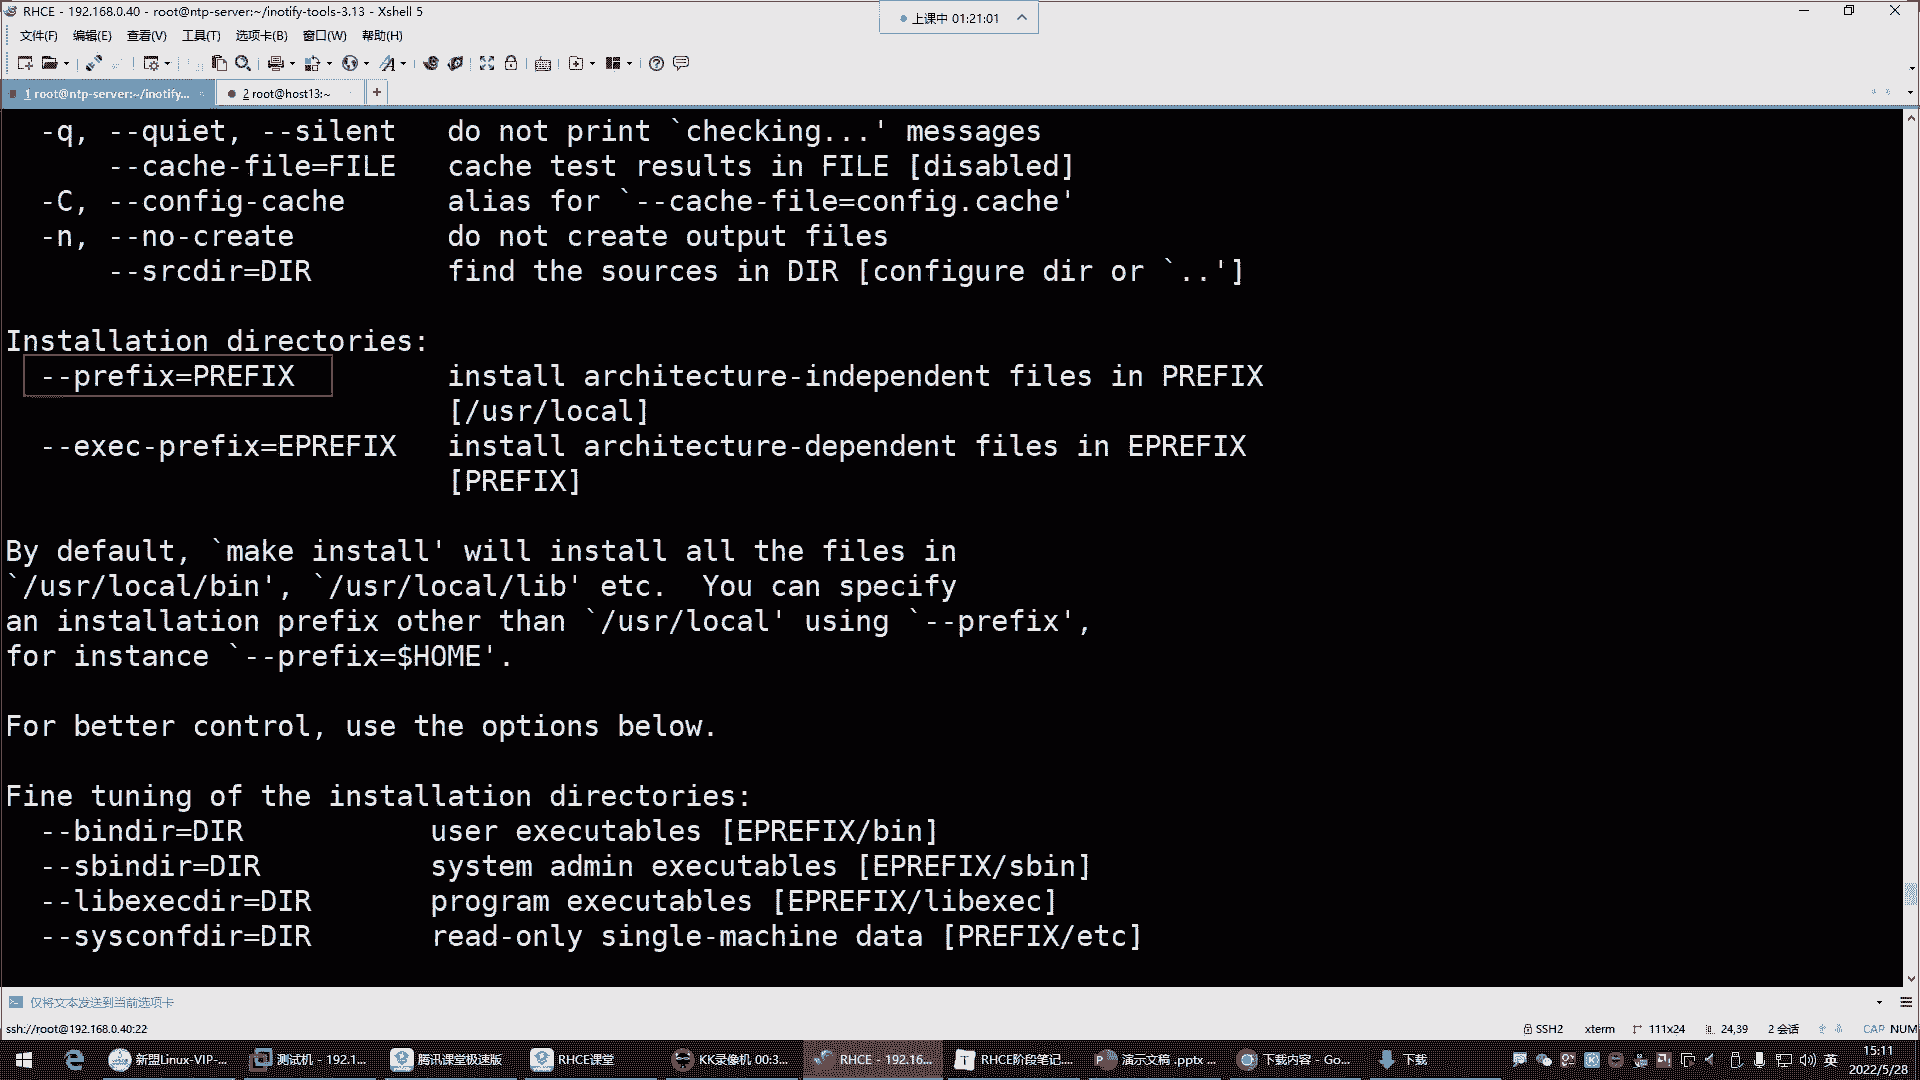 RHCE - 192.168.0.40 - root@ntp-server:~/inotify-tools-3.13 - Xshell 5
上课中 01:21:01
文件(F) 编辑(E) 查看(V) 工具(T) 选项卡(B) 窗口(W) 帮助(H)
1 root@ntp-server:~/inotify... 2 root@host13:~ +
-q, --quiet, --silent   do not print `checking...' messages
--cache-file=FILE   cache test results in FILE [disabled]
-C, --config-cache      alias for `--cache-file=config.cache'
-n, --no-create         do not create output files
--srcdir=DIR        find the sources in DIR [configure dir or `..']
Installation directories:
--prefix=PREFIX         install architecture-independent files in PREFIX
[/usr/local]
--exec-prefix=EPREFIX   install architecture-dependent files in EPREFIX
[PREFIX]
By default, `make install' will install all the files in
`/usr/local/bin', `/usr/local/lib' etc.  You can specify
an installation prefix other than `/usr/local' using `--prefix',
for instance `--prefix=$HOME'.
For better control, use the options below.
Fine tuning of the installation directories:
--bindir=DIR           user executables [EPREFIX/bin]
--sbindir=DIR          system admin executables [EPREFIX/sbin]
--libexecdir=DIR       program executables [EPREFIX/libexec]
--sysconfdir=DIR       read-only single-machine data [PREFIX/etc]
仅将文本发送到当前选项卡
ssh://root@192.168.0.40:22 SSH2 xterm 111x24 24,39 2 会话 CAP NUM
新盟Linux-VIP-... 测试机 - 192.1... 腾讯课堂极速版 RHCE课堂 KK录像机 00:3... RHCE - 192.16... RHCE阶段笔记.... 演示文稿 .pptx ... 下载内容 - Go... 下载 英 15:11
2022/5/28